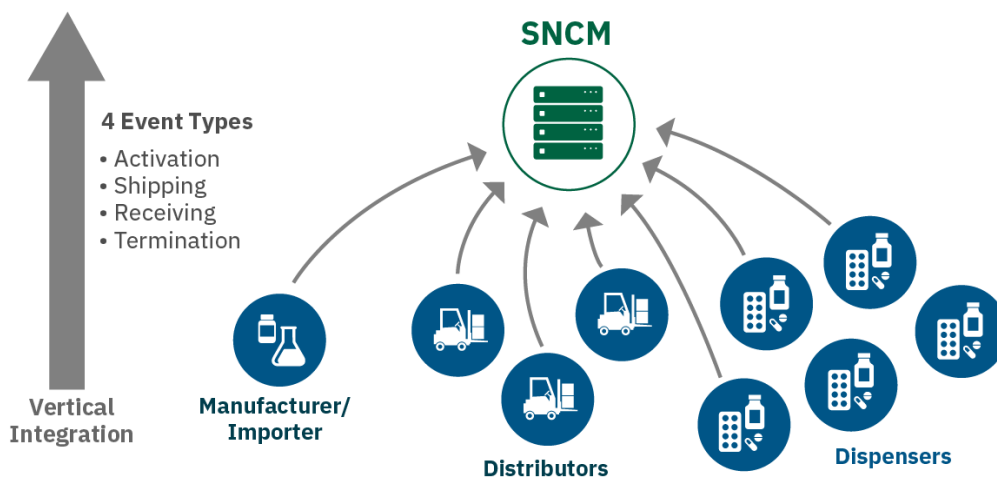 SNCM
4 Event Types
• Activation
• Shipping
• Receiving
• Termination
Vertical
Integration
Manufacturer/
Importer
Distributors
Dispensers